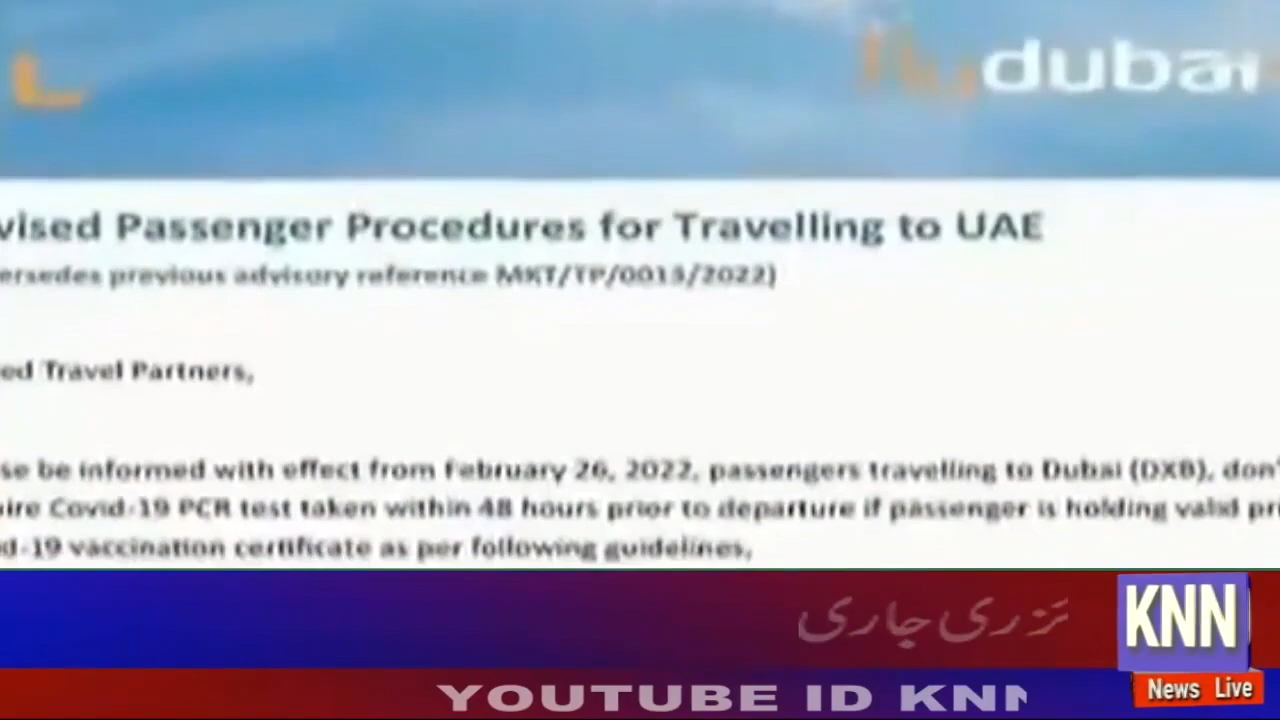 flydubai
vised Passenger Procedures for Travelling to UAE
ersedes previous advisory reference MKT/TP/0013/2022)
ed Travel Partners,
se be informed with effect from February 26, 2022, passengers travelling to Dubai (DXB), don't
ire Covid-19 PCR test taken within 48 hours prior to departure if passenger is holding valid pr
d-19 vaccination certificate as per following guidelines,
جاری
KNN
News Live
YOUTUBE ID KNN